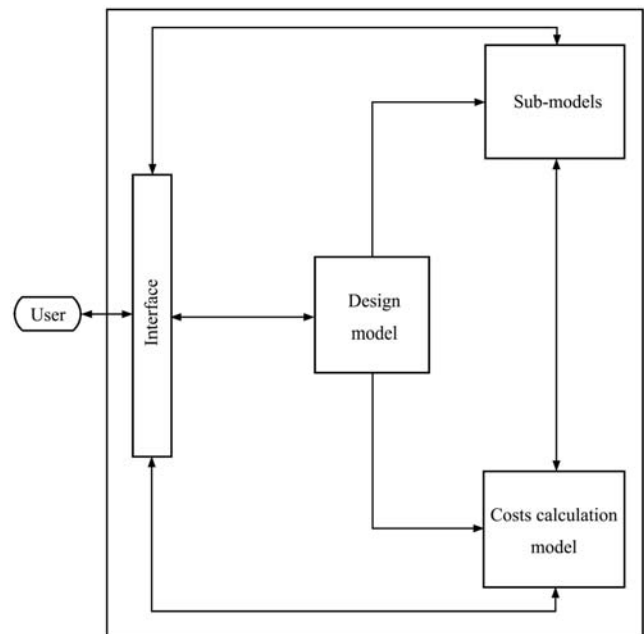 Sub-models
User
Interface
Design
model
Costs calculation
model